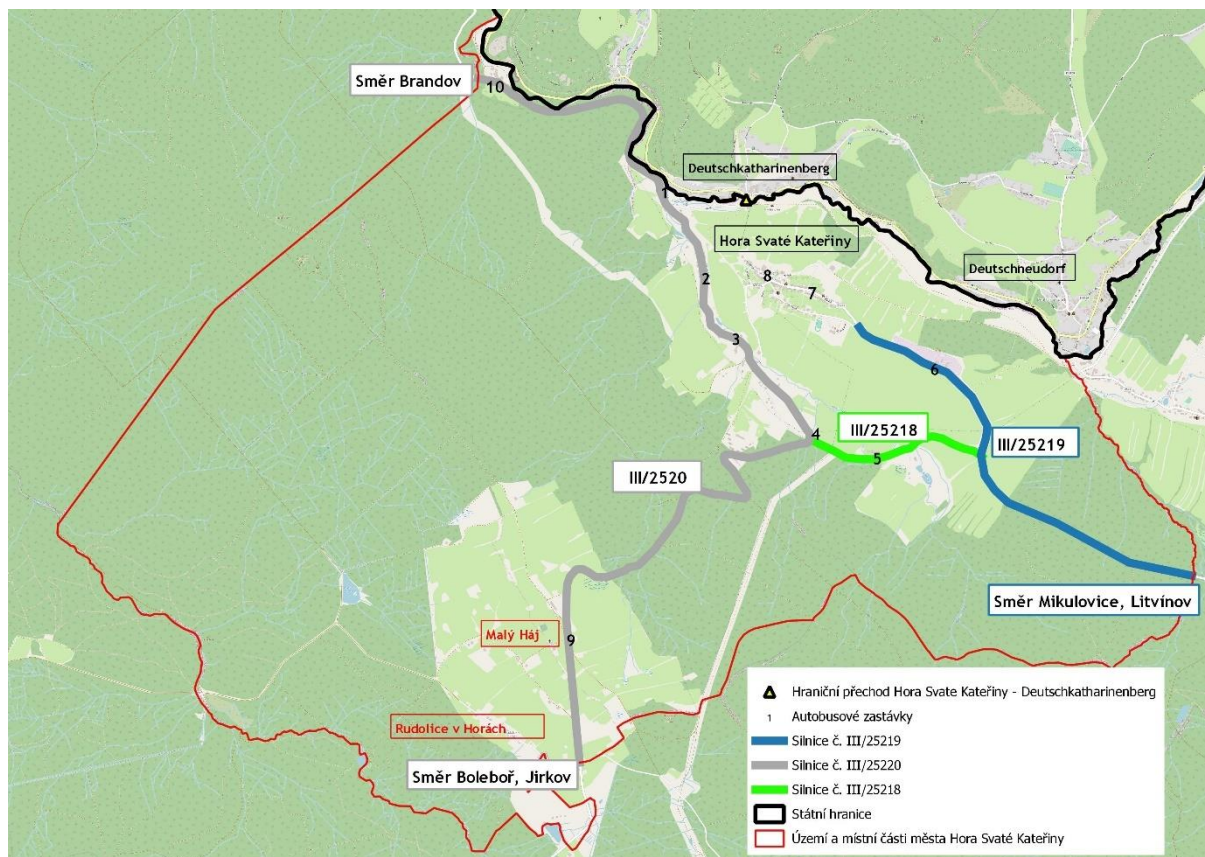 Směr Brandov
10
Deutschkatharinenberg
1
Hora Svaté Kateřiny
2
8
7
Deutschneudorf
3
6
4
III/25218
5
III/25219
III/2520
Směr Mikulovice, Litvínov
Malý Háj
9
Rudolice v Horách
Směr Boleboř, Jirkov
Hraniční přechod Hora Svate Kateřiny - Deutschkatharinenberg
1 Autobusové zastávky
Silnice č. III/25219
Silnice č. III/25220
Silnice č. III/25218
Státní hranice
Území a místní části města Hora Svaté Kateřiny